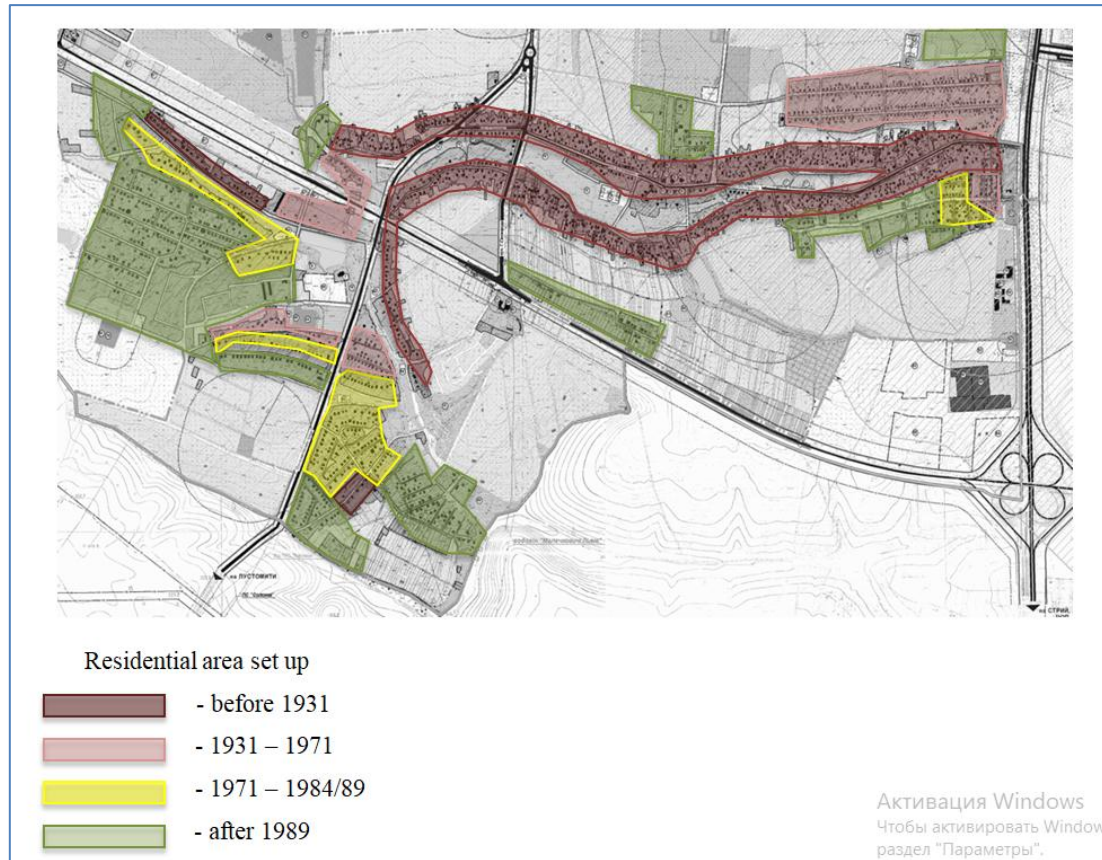 на ПУСТОМИТИ
на СТРИЙ,
Residential area set up
- before 1931
- 1931 – 1971
- 1971 – 1984/89
- after 1989
Активация Windows
Чтобы активировать Window
раздел "Параметры".